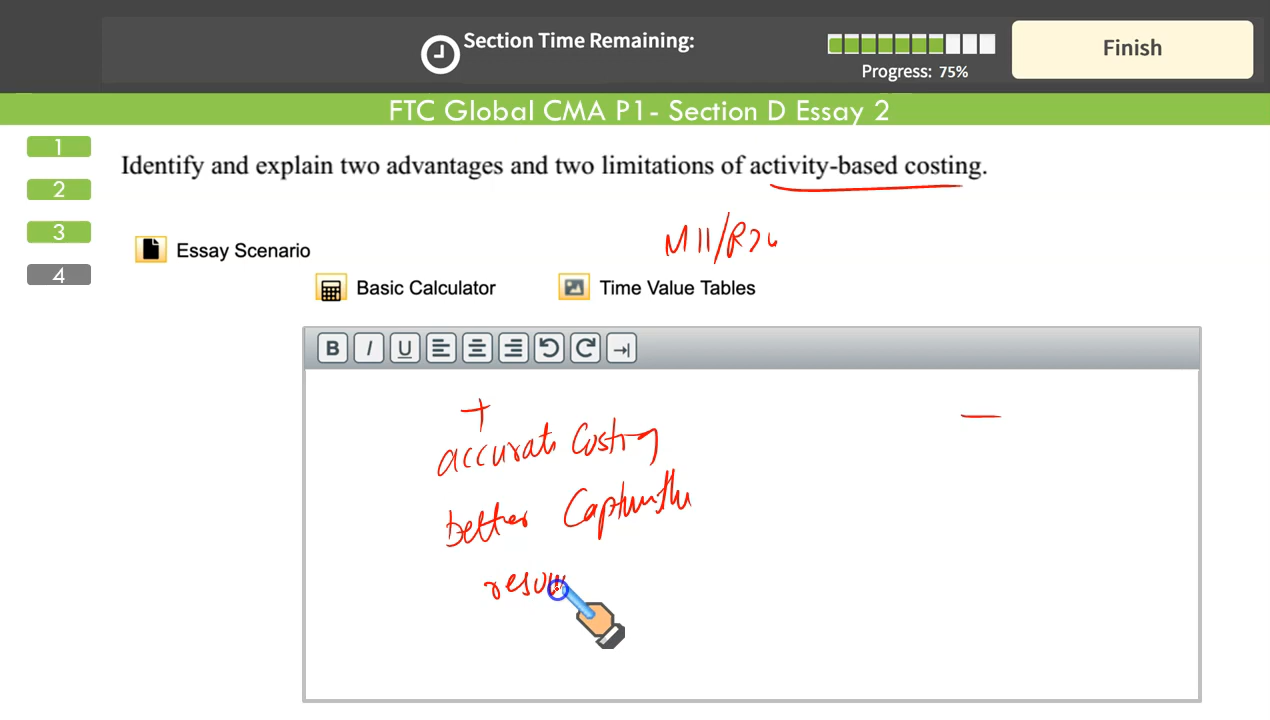 Section Time Remaining:
Progress: 75%
Finish
FTC Global CMA P1- Section D Essay 2
1
2
3
4
Identify and explain two advantages and two limitations of activity-based costing.
M11/R
Essay Scenario
Basic Calculator
Time Value Tables
B I U
+
—
accurate Costing
better Capture the
resou